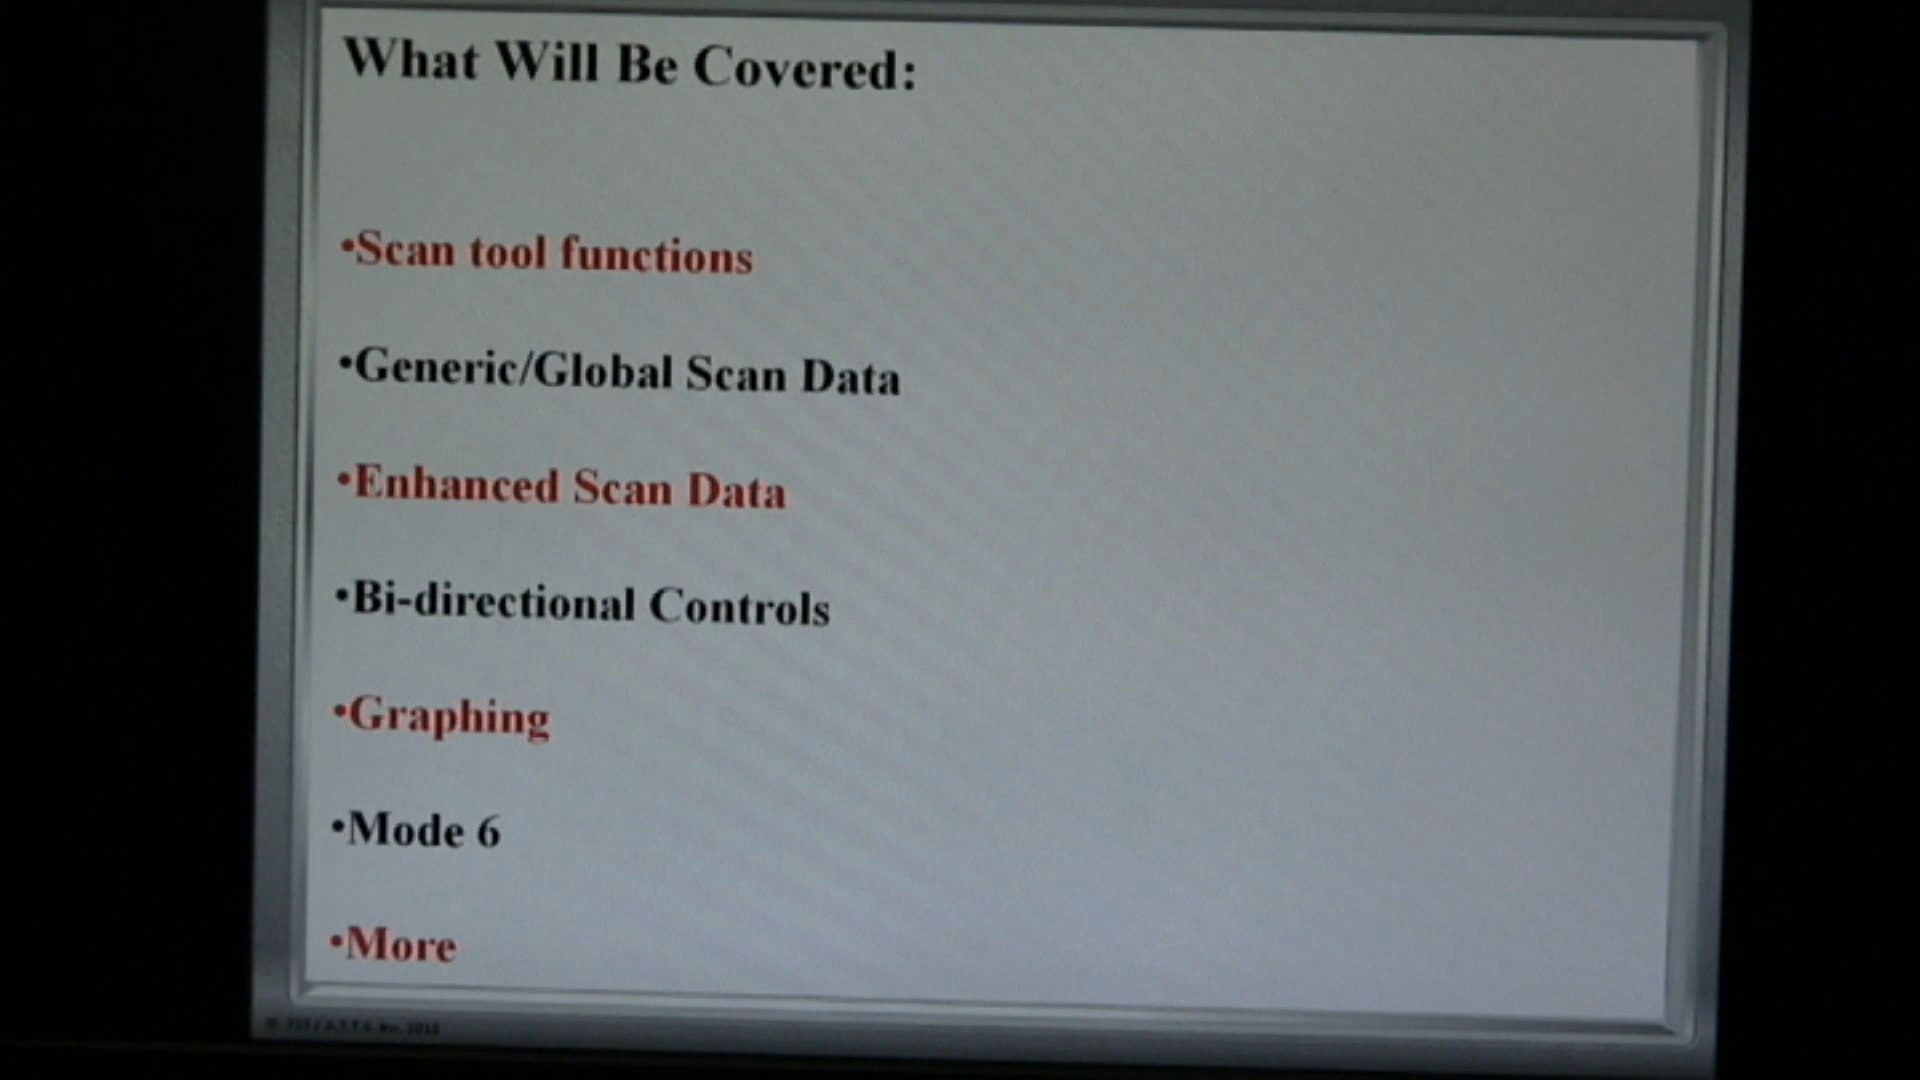 What Will Be Covered:
•Scan tool functions
•Generic/Global Scan Data
•Enhanced Scan Data
•Bi-directional Controls
•Graphing
•Mode 6
•More